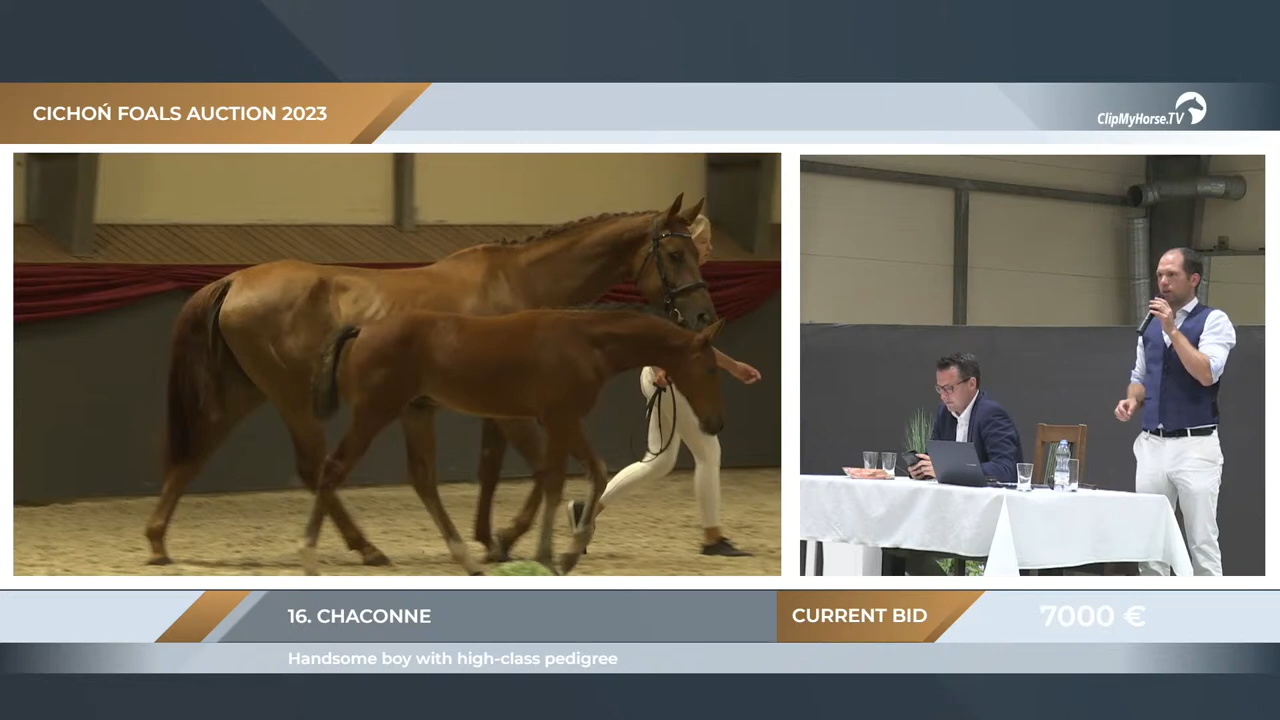 CICHOŃ FOALS AUCTION 2023
ClipMyHorse.TV
16. CHACONNE
CURRENT BID
7000 €
Handsome boy with high-class pedigree